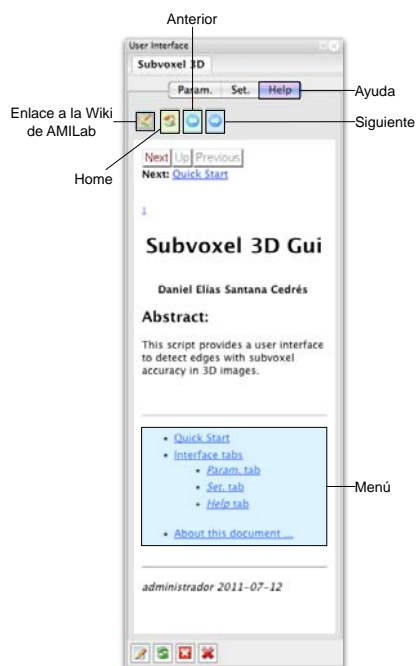 Anterior
User Interface
Subvoxel 3D
Param. Set. Help
Ayuda
Enlace a la Wiki
de AMILab
Siguiente
Home
Next Up Previous
Next: Quick Start
1
Subvoxel 3D Gui
Daniel Elías Santana Cedrés
Abstract:
This script provides a user interface
to detect edges with subvoxel
accuracy in 3D images.
• Quick Start
• Interface tabs
• Param. tab
• Set. tab
• Help tab
• About this document ...
Menú
administrador 2011-07-12